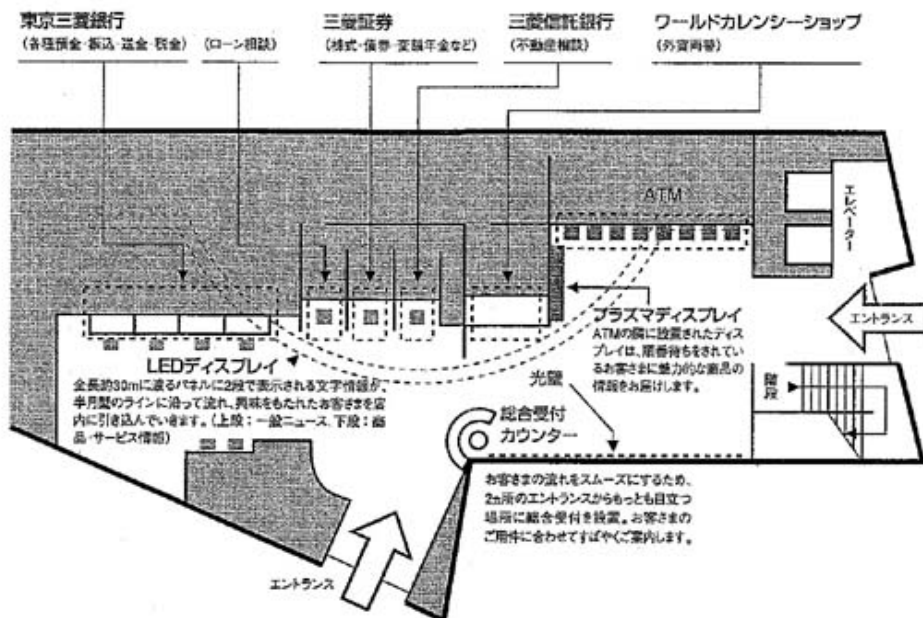 東京三菱銀行
(各種預金・振込・送金・税金)
(ローン相談)
三菱証券
(株式・債券・変額年金など)
三菱信託銀行
(不動産相談)
ワールドカレンシーショップ
(外貨両替)
ATM
エレベーター
エントランス
プラズマディスプレイ
ATMの隣に設置されたディス
プレイは、順番待ちをされている
お客さまに魅力的な商品の
情報をお届けします。
LEDディスプレイ
全長約30mに渡るパネルに2段で表示される文字情報が、
半月型のラインに沿って流れ、興味をもたれたお客さまを店
内に引き込んでいきます。(上段:一般ニュース、下段:商
品・サービス情報)
光壁
階段
総合受付
カウンター
お客さまの流れをスムーズにするため、
2ヵ所のエントランスからもっとも目立つ
場所に総合受付を設置。お客さまの
ご用件に合わせてすばやくご案内します。
エントランス